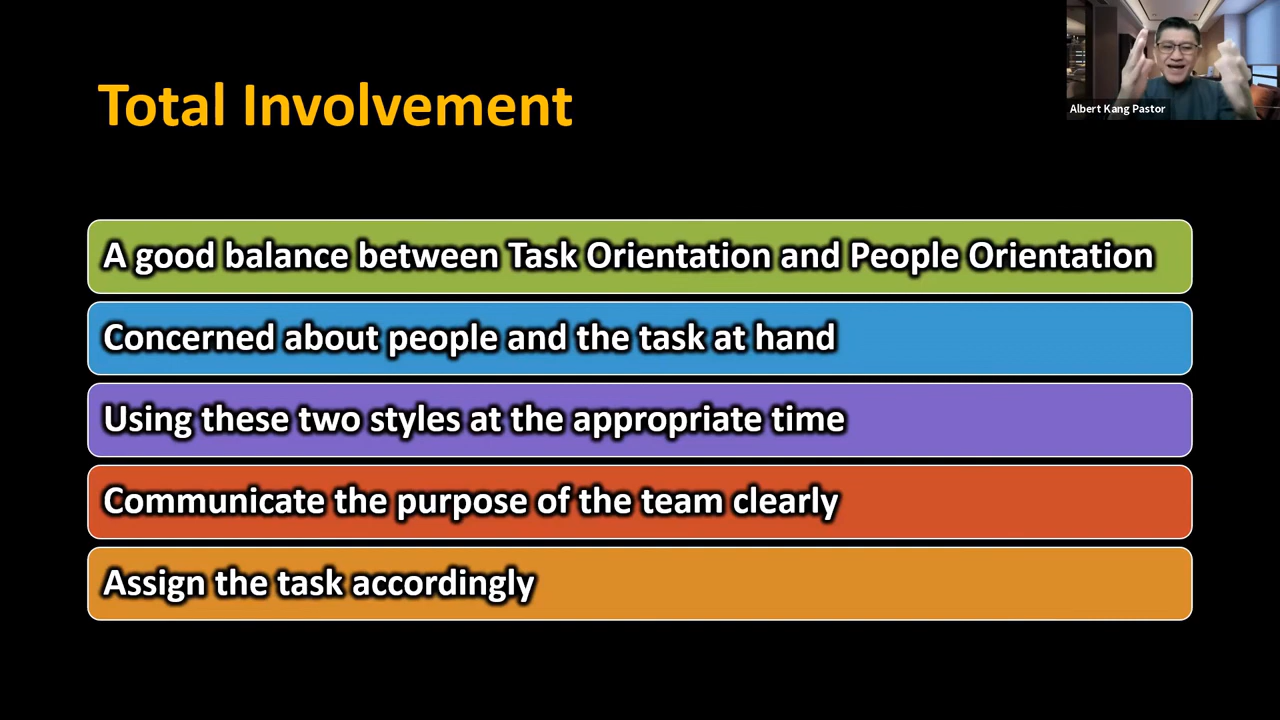 Total Involvement
Albert Kang Pastor
A good balance between Task Orientation and People Orientation
Concerned about people and the task at hand
Using these two styles at the appropriate time
Communicate the purpose of the team clearly
Assign the task accordingly